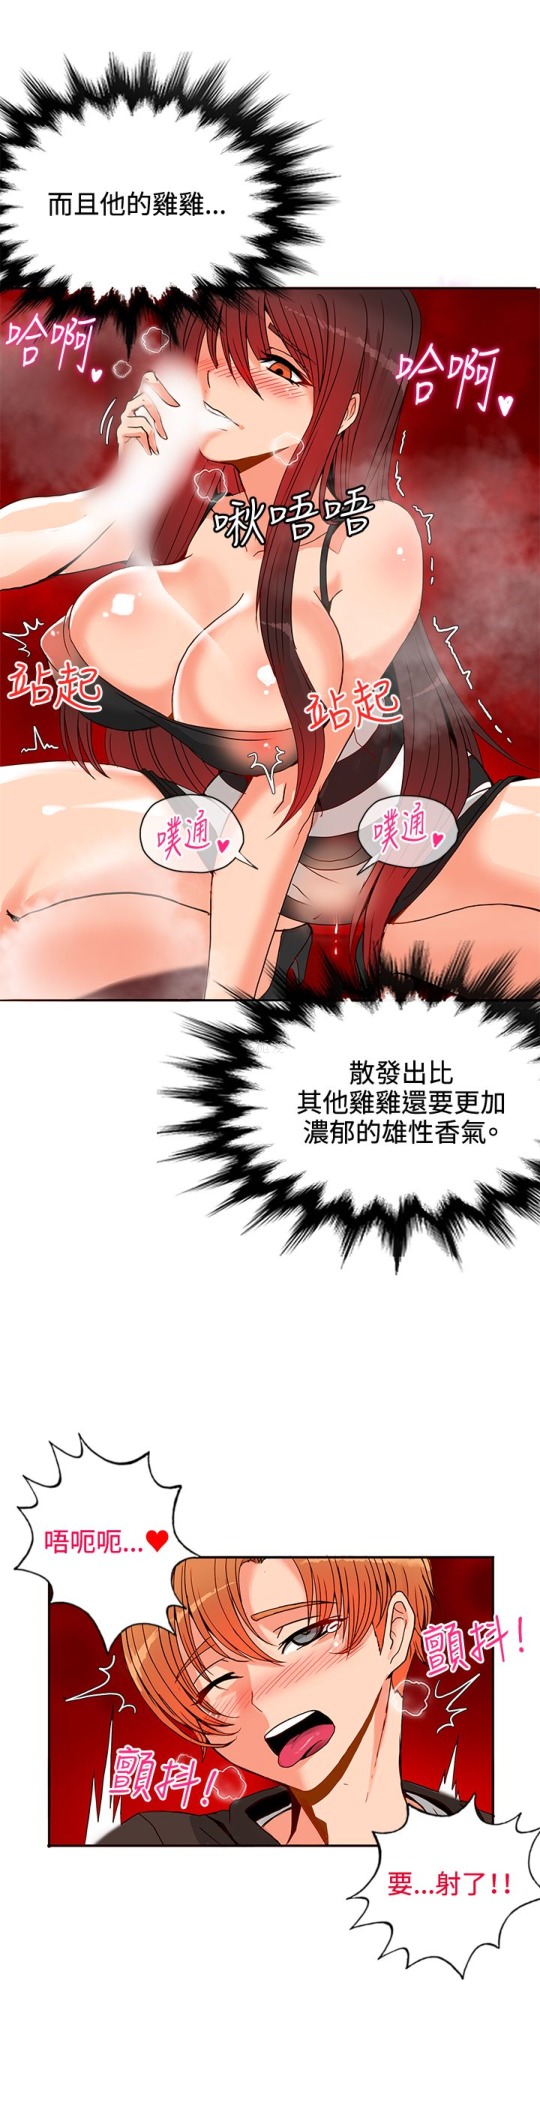 而且他的雞雞...
哈啊♥
哈啊♥
啾唔唔
站起
站起
噗通♥
噗通♥
散發出比
其他雞雞還要更加
濃郁的雄性香氣。
唔呃呃...♥
顫抖!
顫抖!
要...射了!!